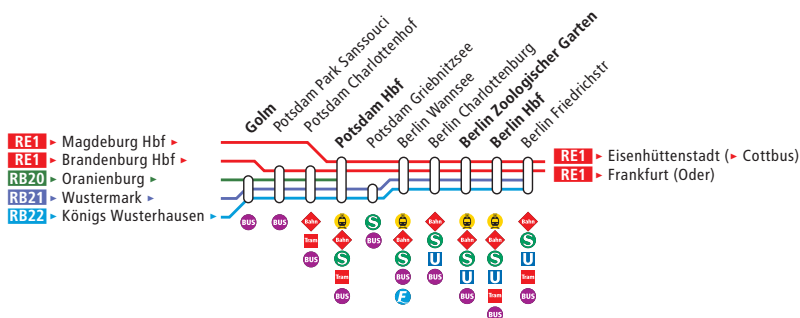 Golm
Potsdam Park Sanssouci
Potsdam Charlottenhof
Potsdam Hbf
Potsdam Griebnitzsee
Berlin Wannsee
Berlin Charlottenburg
Berlin Zoologischer Garten
Berlin Hbf
Berlin Friedrichstr
RE1 ► Magdeburg Hbf ►
RE1 ► Brandenburg Hbf ►
RB20 ► Oranienburg ►
RB21 ► Wustermark ►
RB22 ► Königs Wusterhausen ►
RE1 ► Eisenhüttenstadt (► Cottbus)
RE1 ► Frankfurt (Oder)
BUS BUS Bahn S Bahn Bahn
Bahn Tram BUS Bahn Bahn S Bahn Bahn S
BUS S S U S S U
Tram BUS BUS U U Tram
BUS F BUS Tram BUS
BUS